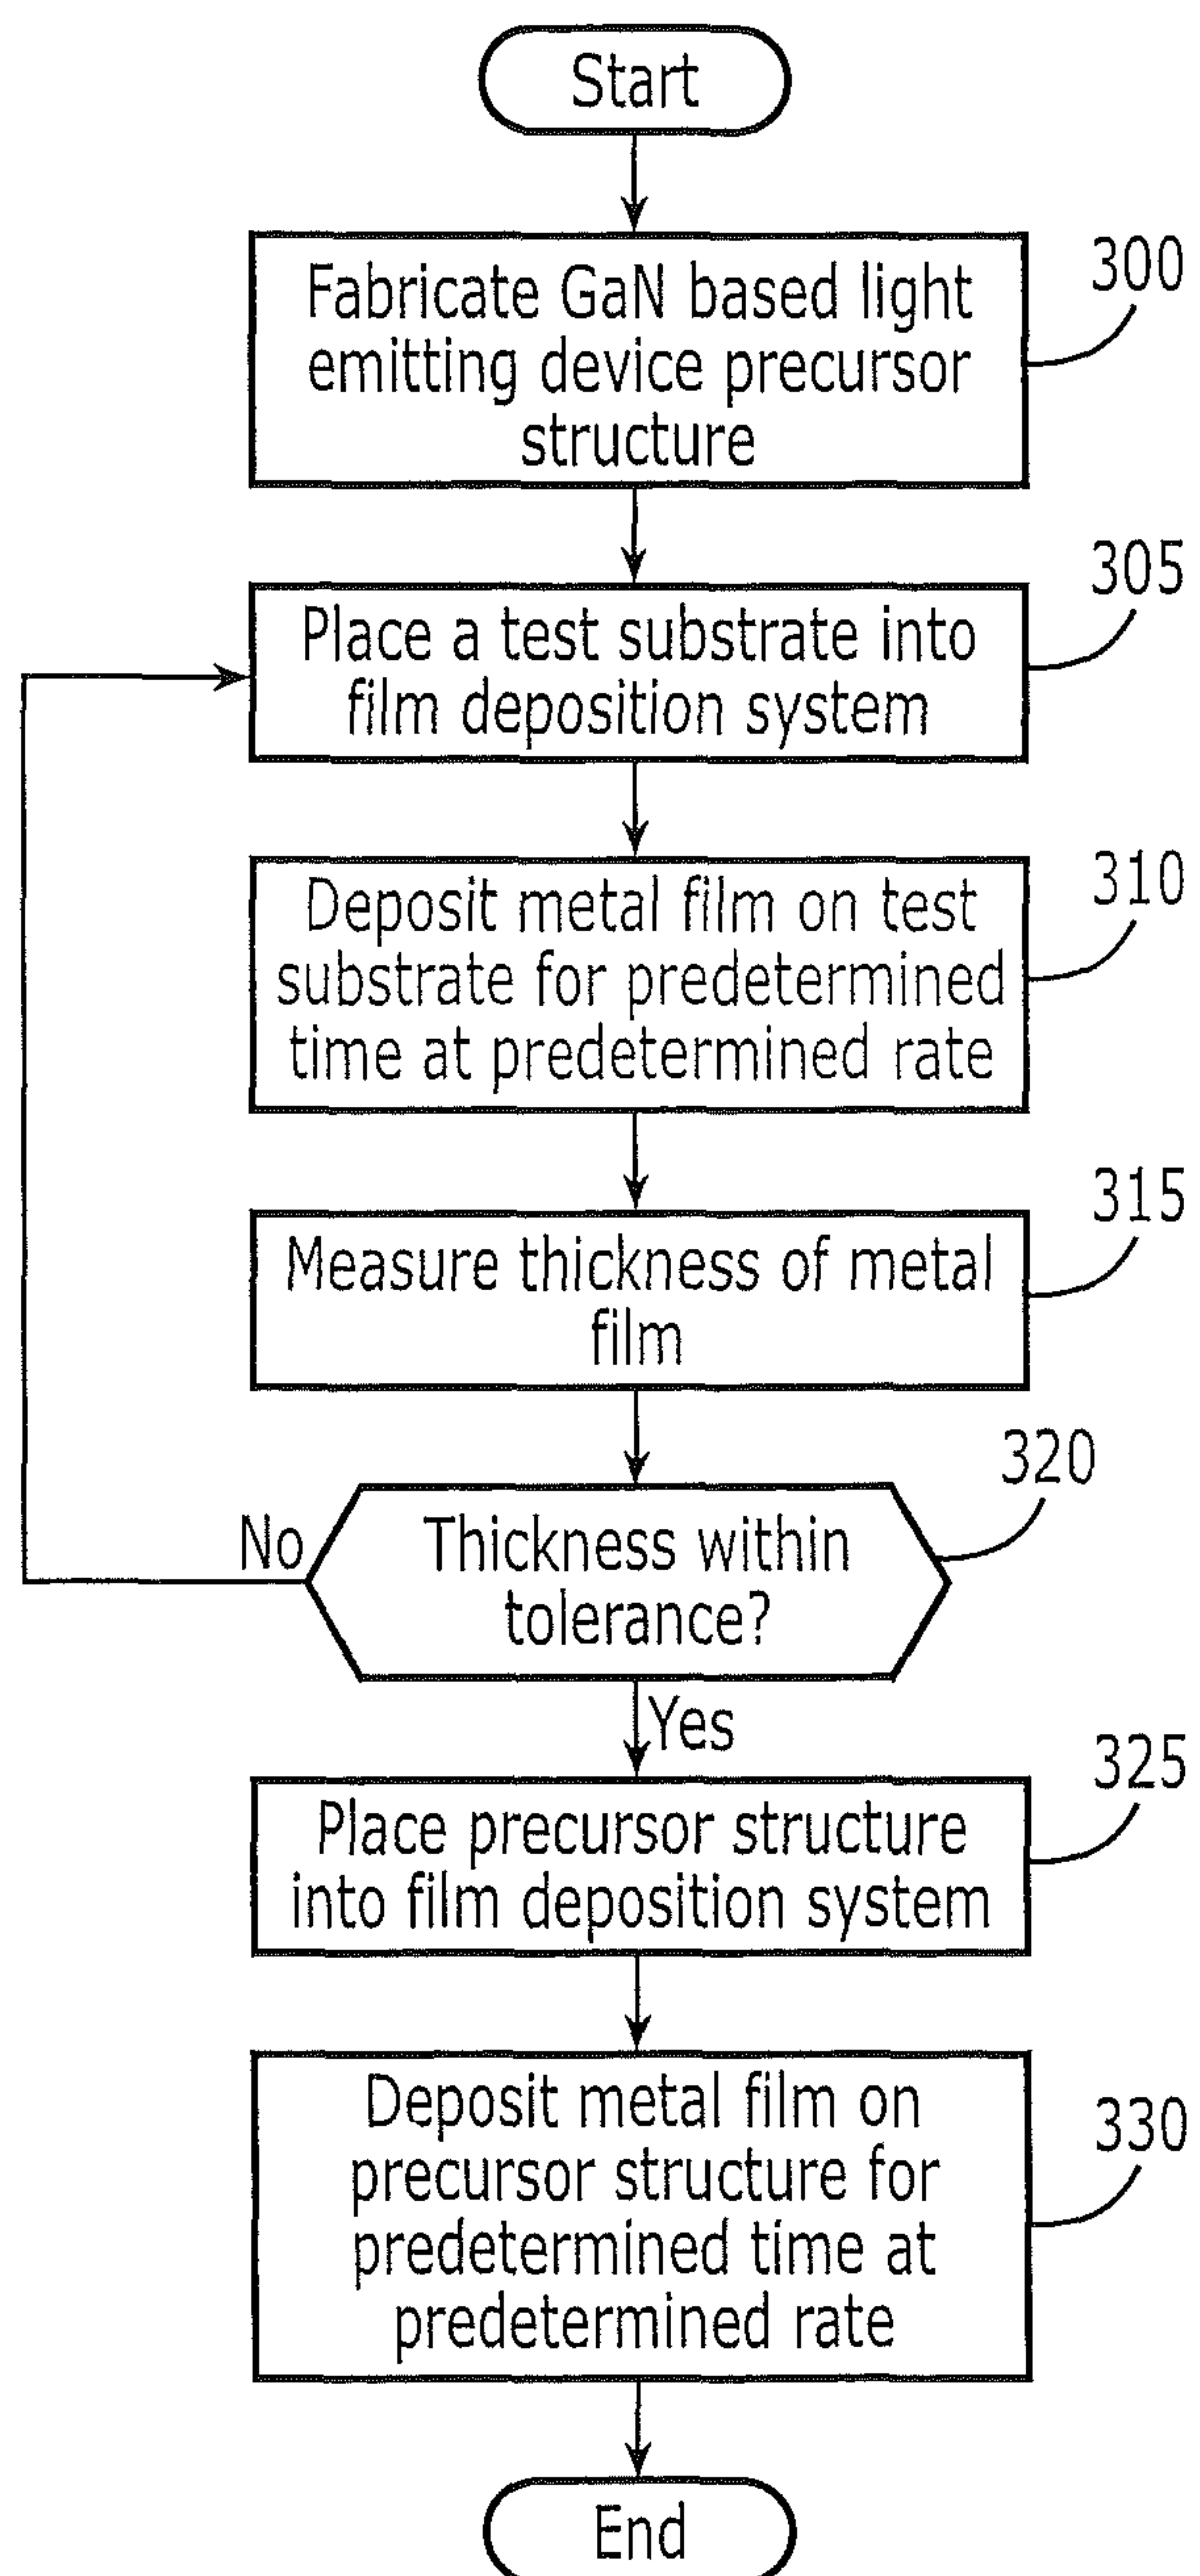 Start
300
Fabricate GaN based light
emitting device precursor
structure
305
Place a test substrate into
film deposition system
310
Deposit metal film on test
substrate for predetermined
time at predetermined rate
315
Measure thickness of metal
film
320
No
Thickness within
tolerance?
Yes
325
Place precursor structure
into film deposition system
330
Deposit metal film on
precursor structure for
predetermined time at
predetermined rate
End